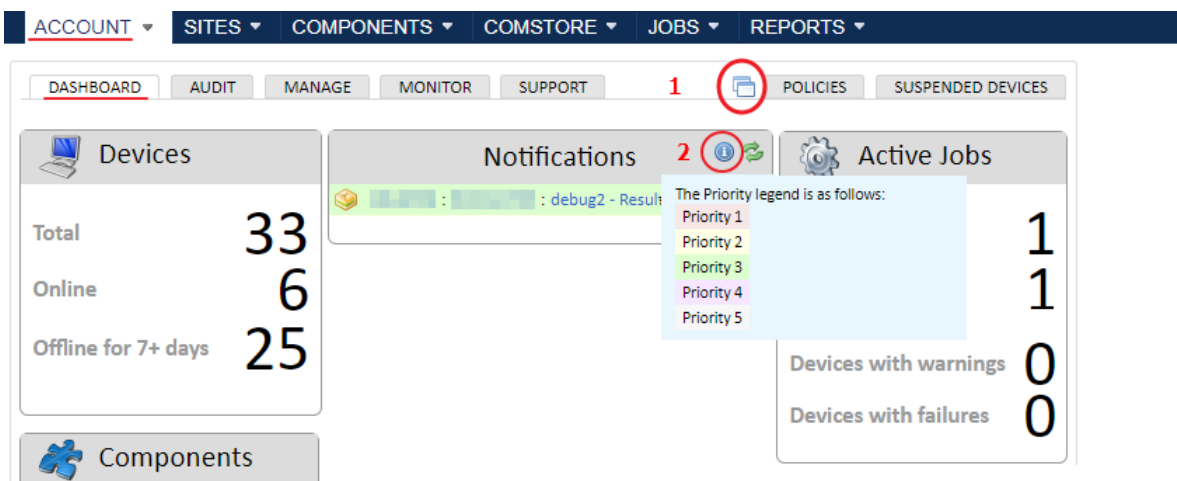 ACCOUNT SITES COMPONENTS COMSTORE JOBS REPORTS
DASHBOARD AUDIT MANAGE MONITOR SUPPORT 1 POLICIES SUSPENDED DEVICES
Devices
Total 33
Online 6
Offline for 7+ days 25
Components
Notifications 2
: : debug2 - Resul
The Priority legend is as follows:
Priority 1
Priority 2
Priority 3
Priority 4
Priority 5
Active Jobs
1
1
Devices with warnings 0
Devices with failures 0